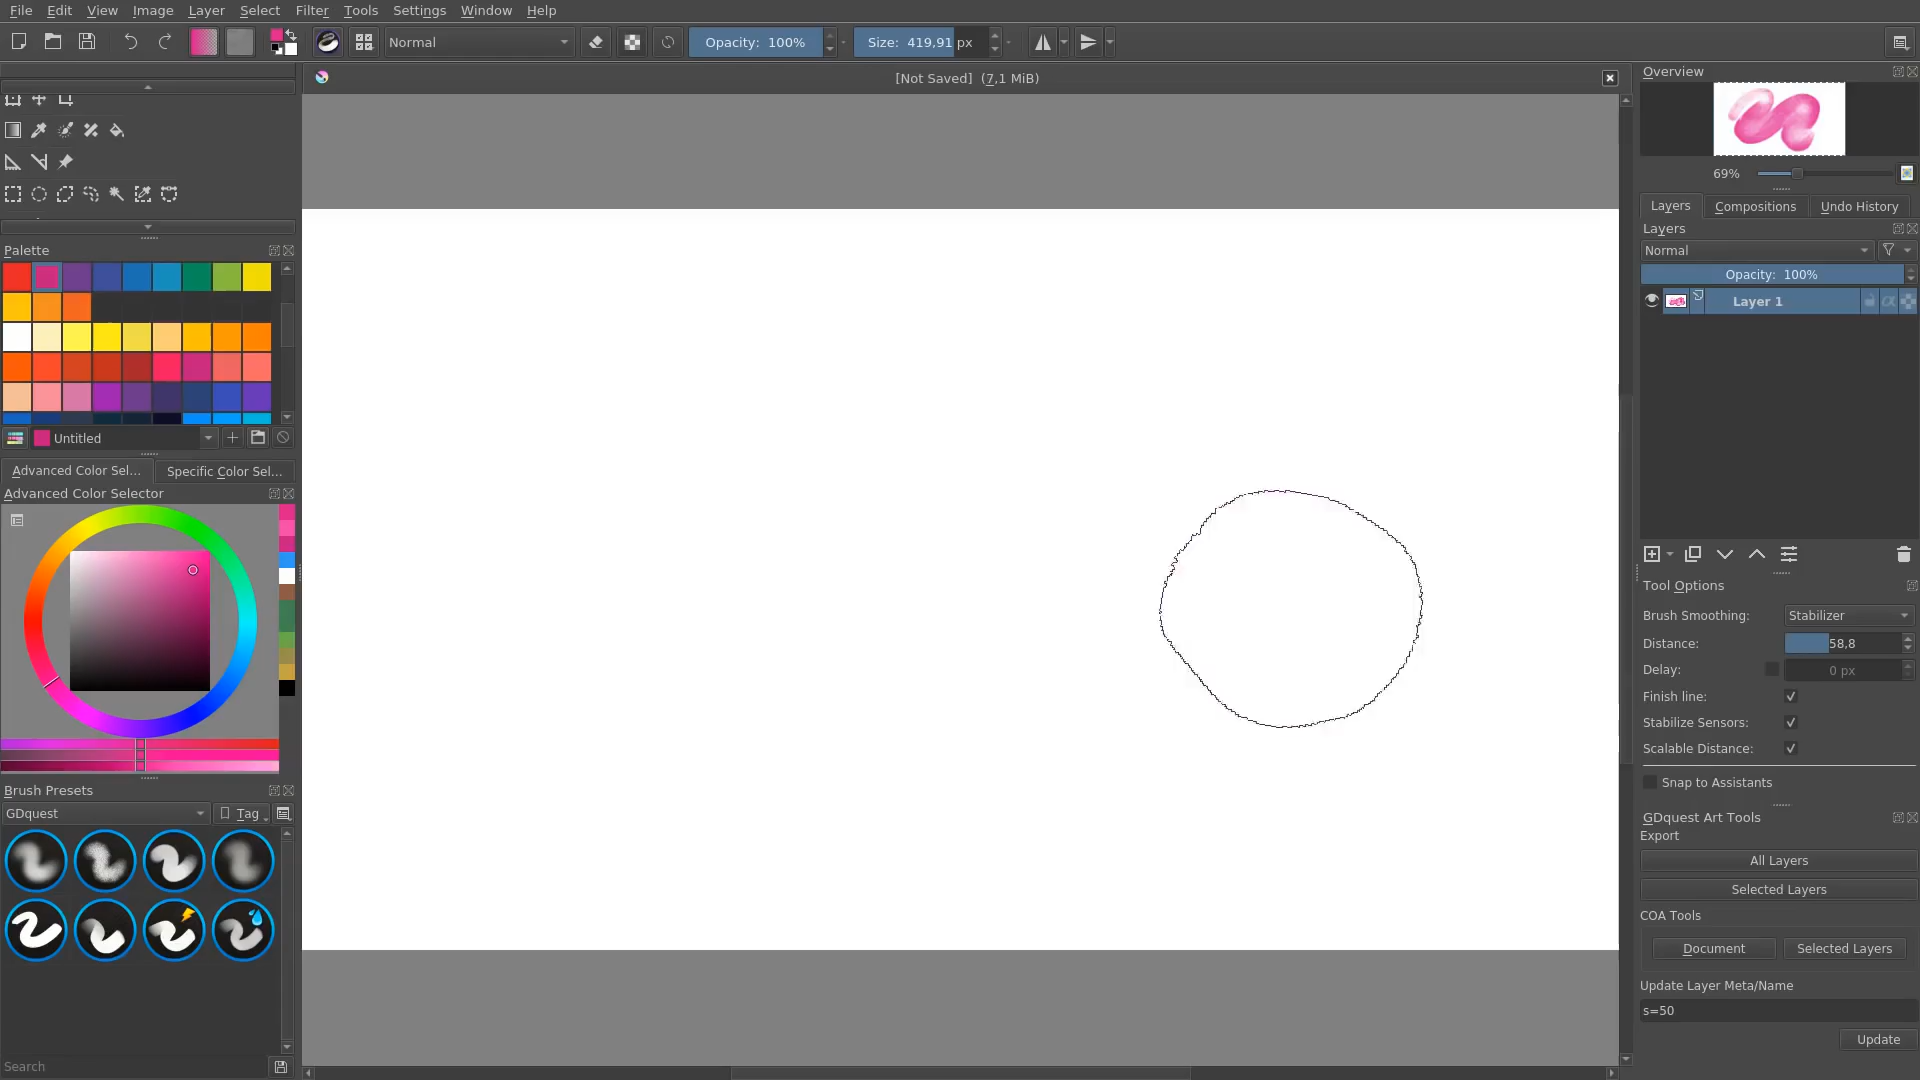 File Edit View Image Layer Select Filter Tools Settings Window Help
Normal Opacity: 100% Size: 419,91 px
[Not Saved] (7,1 MiB)
Overview
69%
Layers Compositions Undo History
Layers
Normal
Opacity: 100%
Layer 1
Tool Options
Brush Smoothing: Stabilizer
Distance: 58,8
Delay: 0 px
Finish line:
Stabilize Sensors:
Scalable Distance:
Snap to Assistants
GDquest Art Tools
Export
All Layers
Selected Layers
COA Tools
Document Selected Layers
Update Layer Meta/Name
s=50
Update
Palette
Untitled
Advanced Color Sel... Specific Color Sel...
Advanced Color Selector
Brush Presets
GDquest Tag
Search